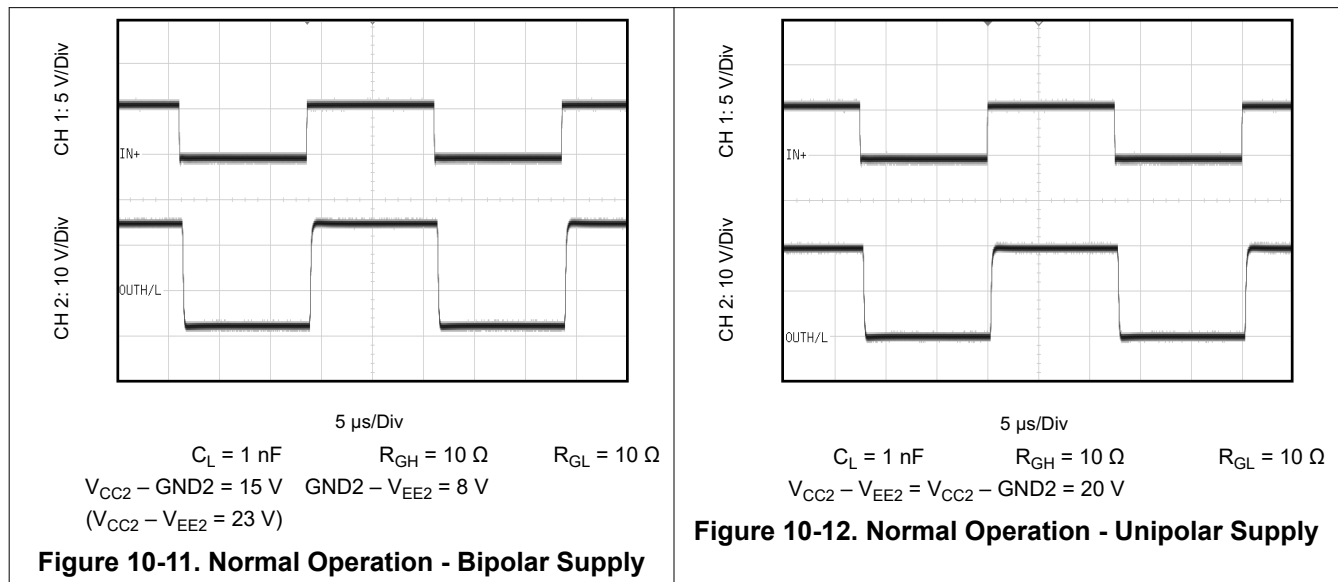 CH 1: 5 V/Div
CH 2: 10 V/Div
IN+
OUTH/L
5 µs/Div
C_L = 1 nF R_GH = 10 Ω R_GL = 10 Ω
V_CC2 – GND2 = 15 V GND2 – V_EE2 = 8 V
(V_CC2 – V_EE2 = 23 V)
Figure 10-11. Normal Operation - Bipolar Supply
CH 1: 5 V/Div
CH 2: 10 V/Div
IN+
OUTH/L
5 µs/Div
C_L = 1 nF R_GH = 10 Ω R_GL = 10 Ω
V_CC2 – V_EE2 = V_CC2 – GND2 = 20 V
Figure 10-12. Normal Operation - Unipolar Supply